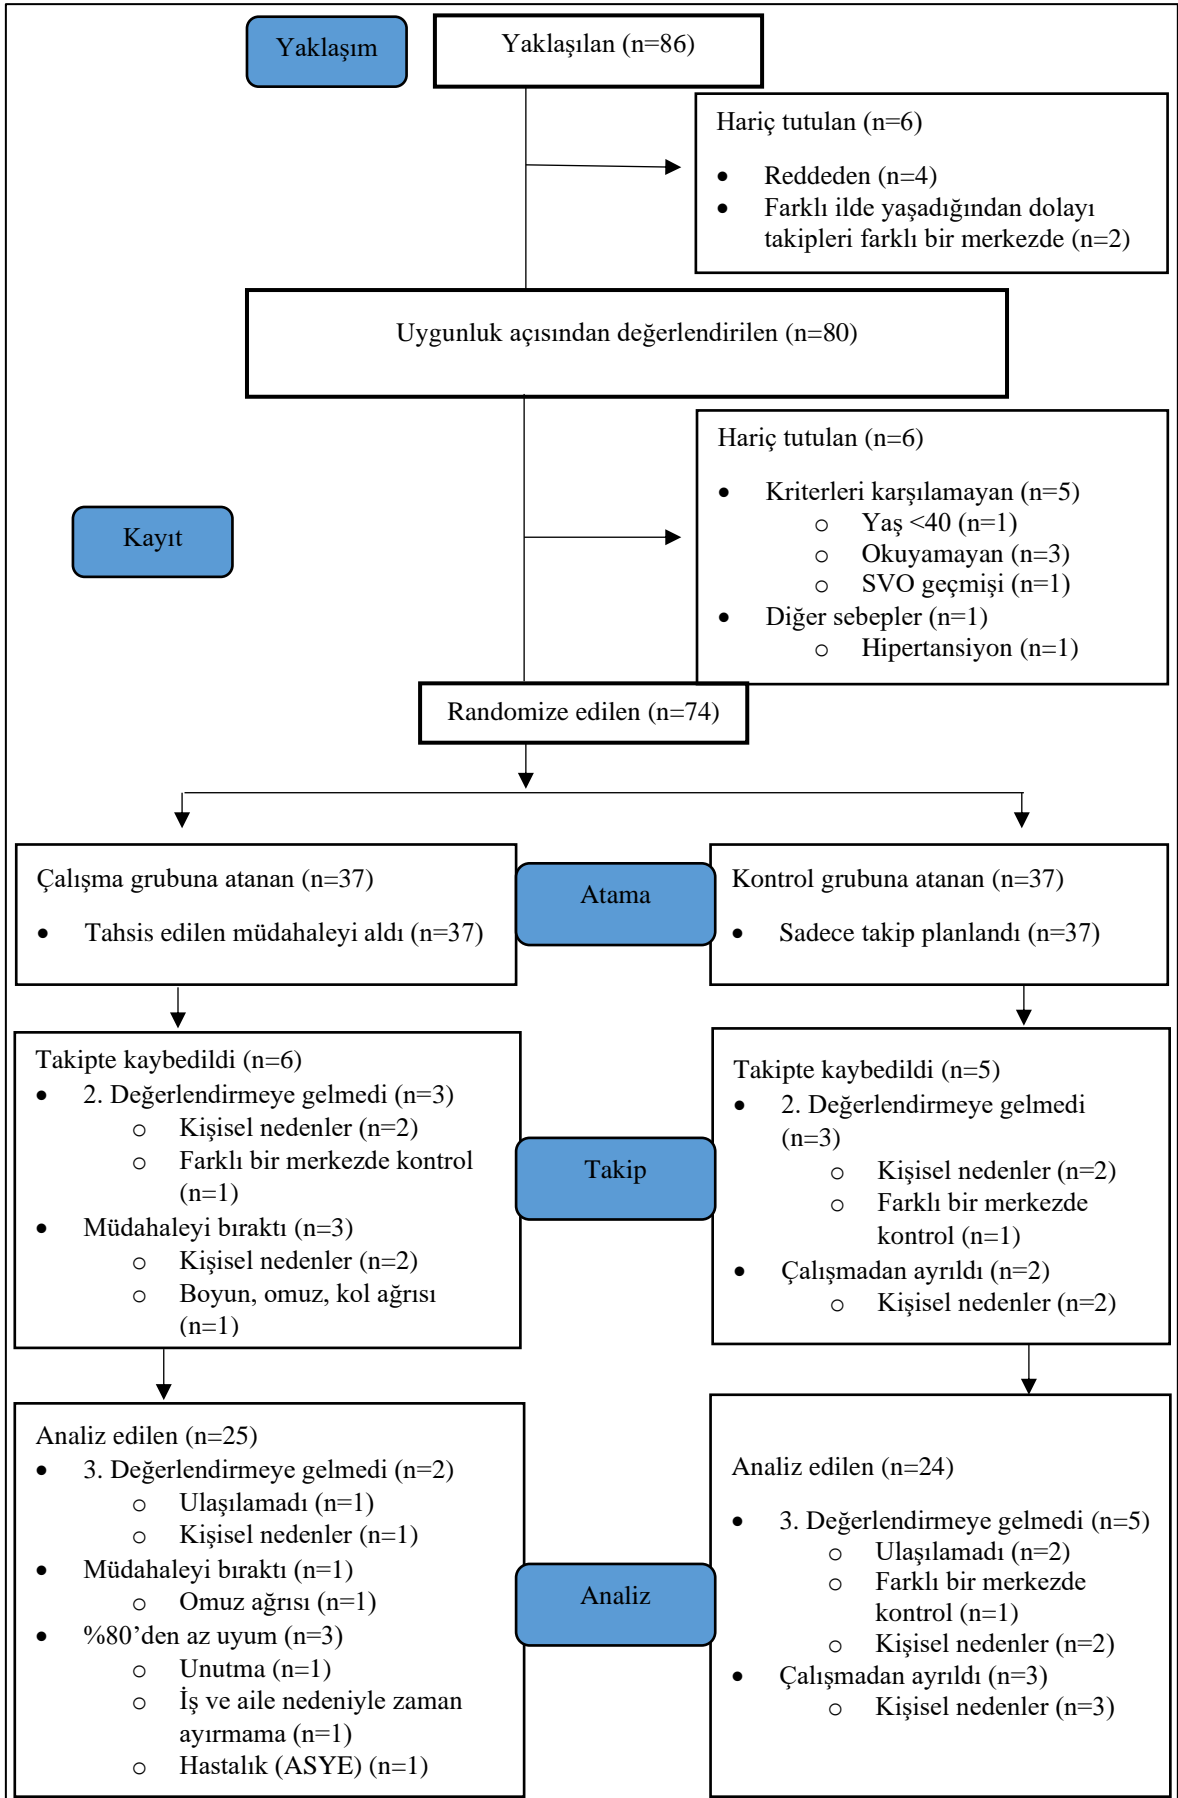 Yaklaşım
Yaklaşılan (n=86)
Hariç tutulan (n=6)
• Reddeden (n=4)
• Farklı ilde yaşadığından dolayı
takipleri farklı bir merkezde (n=2)
Uygunluk açısından değerlendirilen (n=80)
Hariç tutulan (n=6)
• Kriterleri karşılamayan (n=5)
o Yaş <40 (n=1)
o Okuyamayan (n=3)
o SVO geçmişi (n=1)
• Diğer sebepler (n=1)
o Hipertansiyon (n=1)
Kayıt
Randomize edilen (n=74)
Çalışma grubuna atanan (n=37)
• Tahsis edilen müdahaleyi aldı (n=37)
Atama
Kontrol grubuna atanan (n=37)
• Sadece takip planlandı (n=37)
Takipte kaybedildi (n=6)
• 2. Değerlendirmeye gelmedi (n=3)
o Kişisel nedenler (n=2)
o Farklı bir merkezde kontrol
(n=1)
• Müdahaleyi bıraktı (n=3)
o Kişisel nedenler (n=2)
o Boyun, omuz, kol ağrısı
(n=1)
Takip
Takipte kaybedildi (n=5)
• 2. Değerlendirmeye gelmedi
(n=3)
o Kişisel nedenler (n=2)
o Farklı bir merkezde
kontrol (n=1)
• Çalışmadan ayrıldı (n=2)
o Kişisel nedenler (n=2)
Analiz edilen (n=25)
• 3. Değerlendirmeye gelmedi (n=2)
o Ulaşılamadı (n=1)
o Kişisel nedenler (n=1)
• Müdahaleyi bıraktı (n=1)
o Omuz ağrısı (n=1)
• %80’den az uyum (n=3)
o Unutma (n=1)
o İş ve aile nedeniyle zaman
ayırmama (n=1)
o Hastalık (ASYE) (n=1)
Analiz
Analiz edilen (n=24)
• 3. Değerlendirmeye gelmedi (n=5)
o Ulaşılamadı (n=2)
o Farklı bir merkezde
kontrol (n=1)
o Kişisel nedenler (n=2)
• Çalışmadan ayrıldı (n=3)
o Kişisel nedenler (n=3)